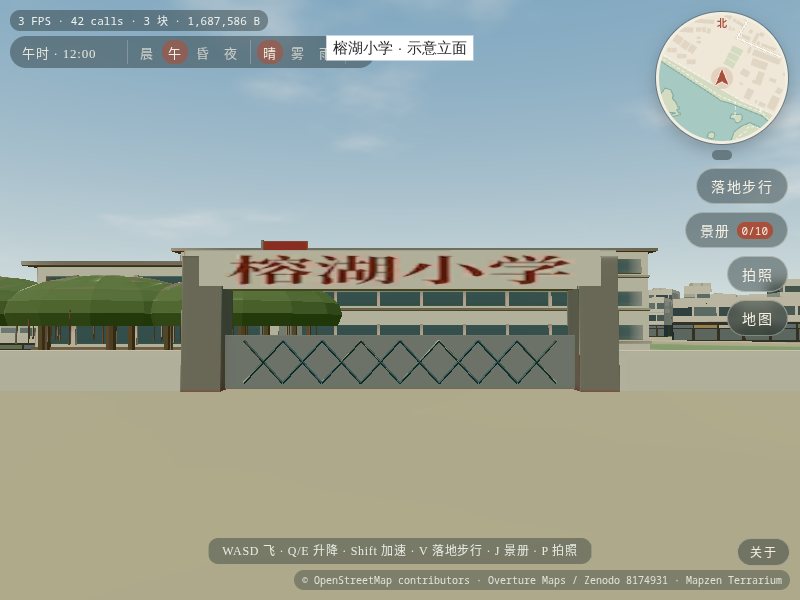 3 FPS · 42 calls · 3 块 · 1,687,586 B
午时 · 12:00 晨 午 昏 夜 晴 雾
榕湖小学 · 示意立面
北
落地步行
景册 0/10
拍照
地图
榕湖小学
WASD 飞 · Q/E 升降 · Shift 加速 · V 落地步行 · J 景册 · P 拍照
关于
© OpenStreetMap contributors · Overture Maps / Zenodo 8174931 · Mapzen Terrarium